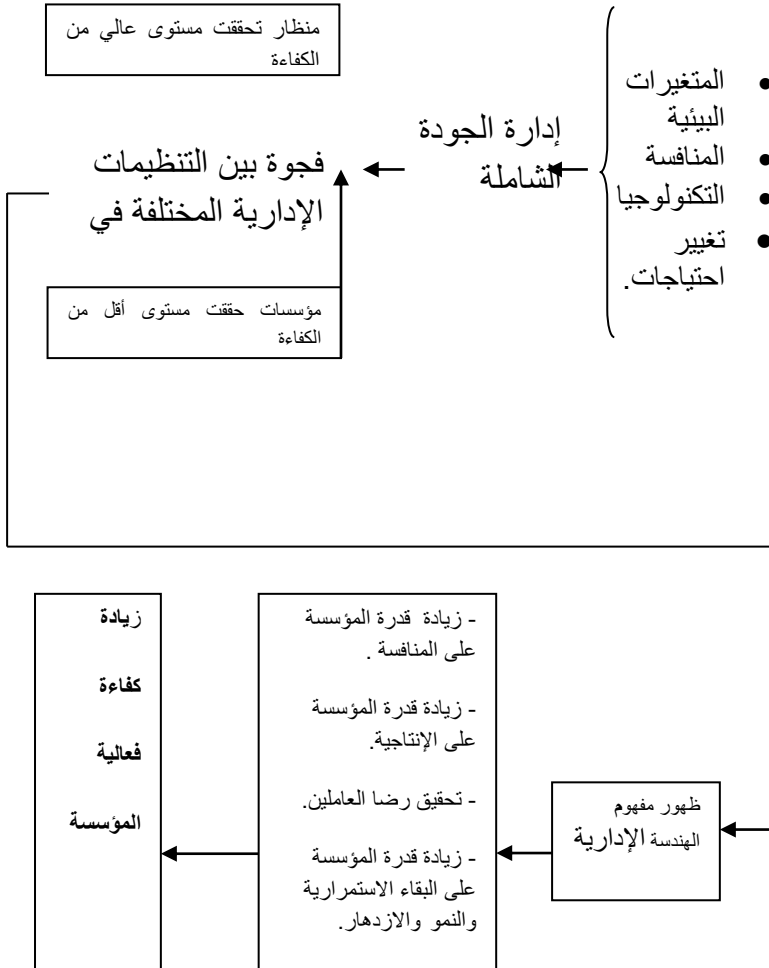 منظار تحققت مستوى عالي من
الكفاءة
• المتغيرات
البيئية
• المنافسة
• التكنولوجيا
• تغيير
احتياجات.
إدارة الجودة
الشاملة
فجوة بين التنظيمات
الإدارية المختلفة في
مؤسسات حققت مستوى أقل من
الكفاءة
ظهور مفهوم
الهندسة الإدارية
- زيادة قدرة المؤسسة
على المنافسة .
- زيادة قدرة المؤسسة
على الإنتاجية.
- تحقيق رضا العاملين.
- زيادة قدرة المؤسسة
على البقاء الاستمرارية
والنمو والازدهار.
زيادة
كفاءة
فعالية
المؤسسة